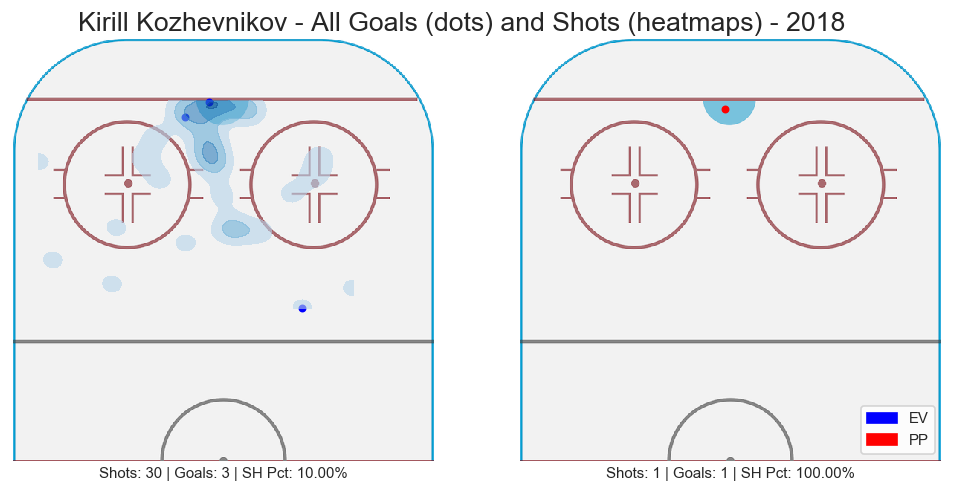 Kirill Kozhevnikov - All Goals (dots) and Shots (heatmaps) - 2018
EV
PP
Shots: 30 | Goals: 3 | SH Pct: 10.00%
Shots: 1 | Goals: 1 | SH Pct: 100.00%